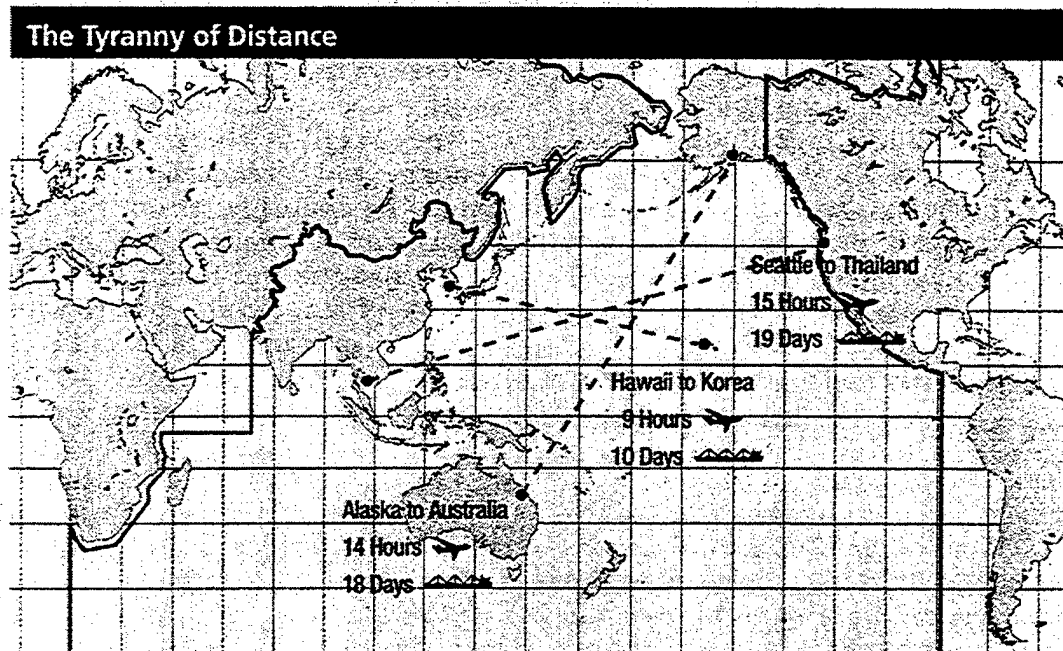 The Tyranny of Distance
Seattle to Thailand
15 Hours
19 Days
Hawaii to Korea
9 Hours
10 Days
Alaska to Australia
14 Hours
18 Days